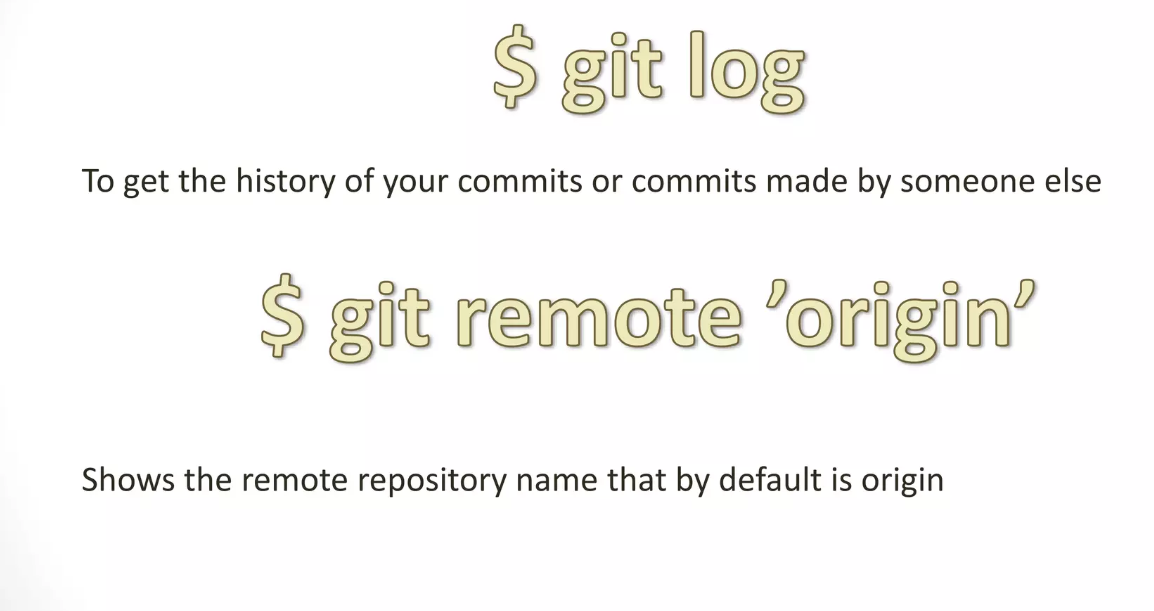 $ git log
To get the history of your commits or commits made by someone else
$ git remote ’origin’
Shows the remote repository name that by default is origin